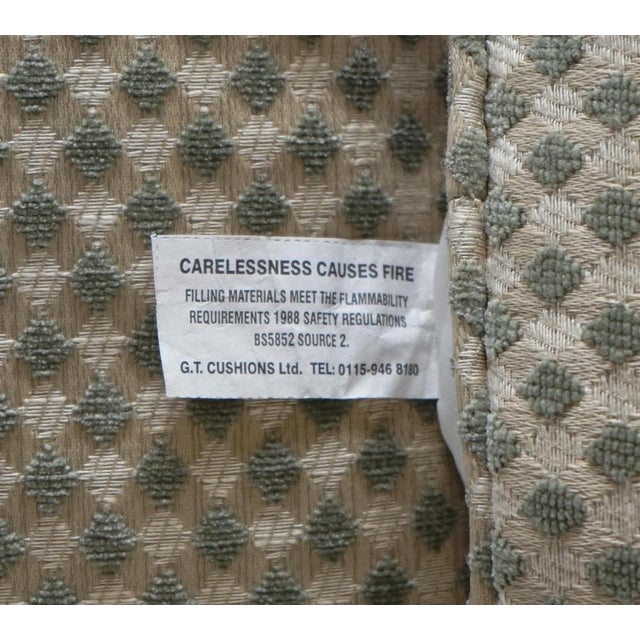 CARELESSNESS CAUSES FIRE
FILLING MATERIALS MEET THE FLAMMABILITY
REQUIREMENTS 1988 SAFETY REGULATIONS
BS5852 SOURCE 2.
G.T. CUSHIONS Ltd. TEL: 0115-946 8180